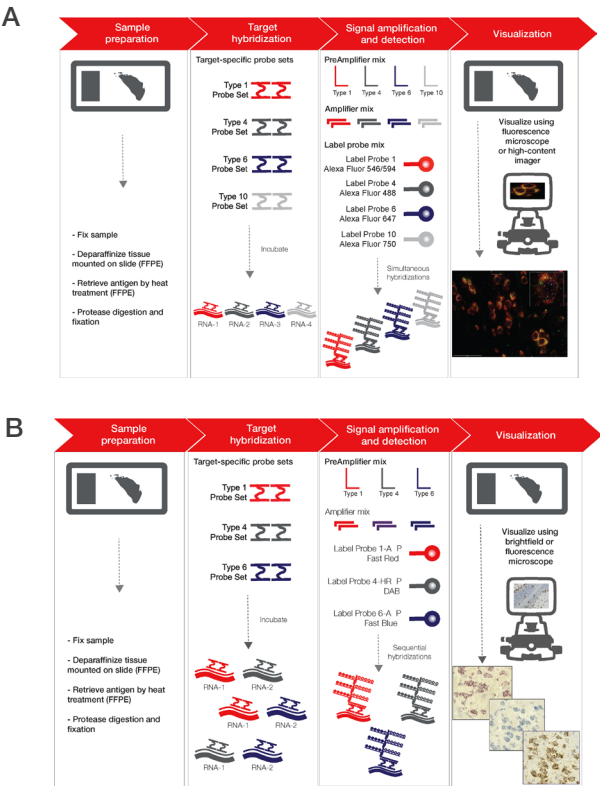 A
Sample
preparation
Target
hybridization
Signal amplification
and detection
Visualization
- Fix sample
- Deparaffinize tissue
mounted on slide (FFPE)
- Retrieve antigen by heat
treatment (FFPE)
- Protease digestion and
fixation
Target-specific probe sets
Type 1
Probe Set
Type 4
Probe Set
Type 6
Probe Set
Type 10
Probe Set
Incubate
RNA-1 RNA-2 RNA-3 RNA-4
PreAmplifier mix
Type 1 Type 4 Type 6 Type 10
Amplifier mix
Label probe mix
Label Probe 1
Alexa Fluor 546/594
Label Probe 4
Alexa Fluor 488
Label Probe 6
Alexa Fluor 647
Label Probe 10
Alexa Fluor 750
Simultaneous
hybridizations
Visualize using
fluorescence
microscope
or high-content
imager
B
Sample
preparation
Target
hybridization
Signal amplification
and detection
Visualization
- Fix sample
- Deparaffinize tissue
mounted on slide (FFPE)
- Retrieve antigen by heat
treatment (FFPE)
- Protease digestion and
fixation
Target-specific probe sets
Type 1
Probe Set
Type 4
Probe Set
Type 6
Probe Set
Incubate
RNA-1 RNA-2
RNA-1 RNA-2
RNA-1 RNA-2
PreAmplifier mix
Type 1 Type 4 Type 6
Amplifier mix
Label Probe 1-A P
Fast Red
Label Probe 4-HR P
DAB
Label Probe 6-A P
Fast Blue
Sequential
hybridizations
Visualize using
brightfield or
fluorescence
microscope